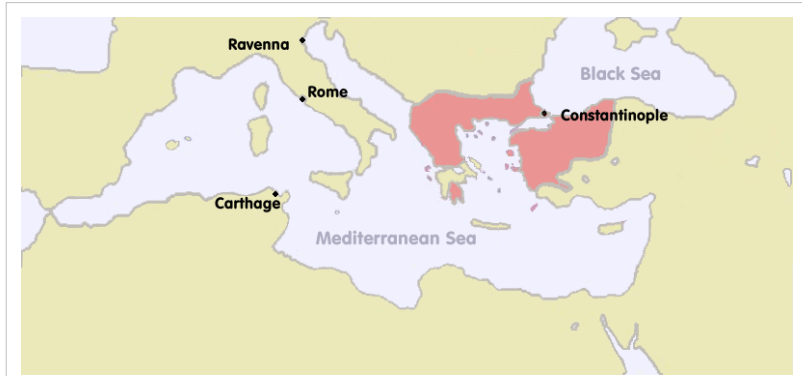 Ravenna
Black Sea
Rome
Constantinople
Carthage
Mediterranean Sea